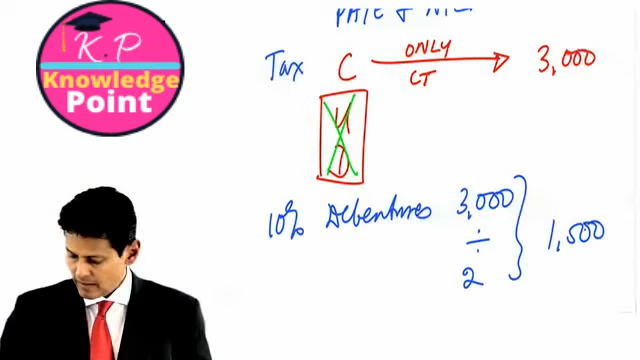 K.P
Knowledge
Point
Tax C ONLY 3,000
CT
Y
D
10% Debentures 3,000
÷ 1,500
2